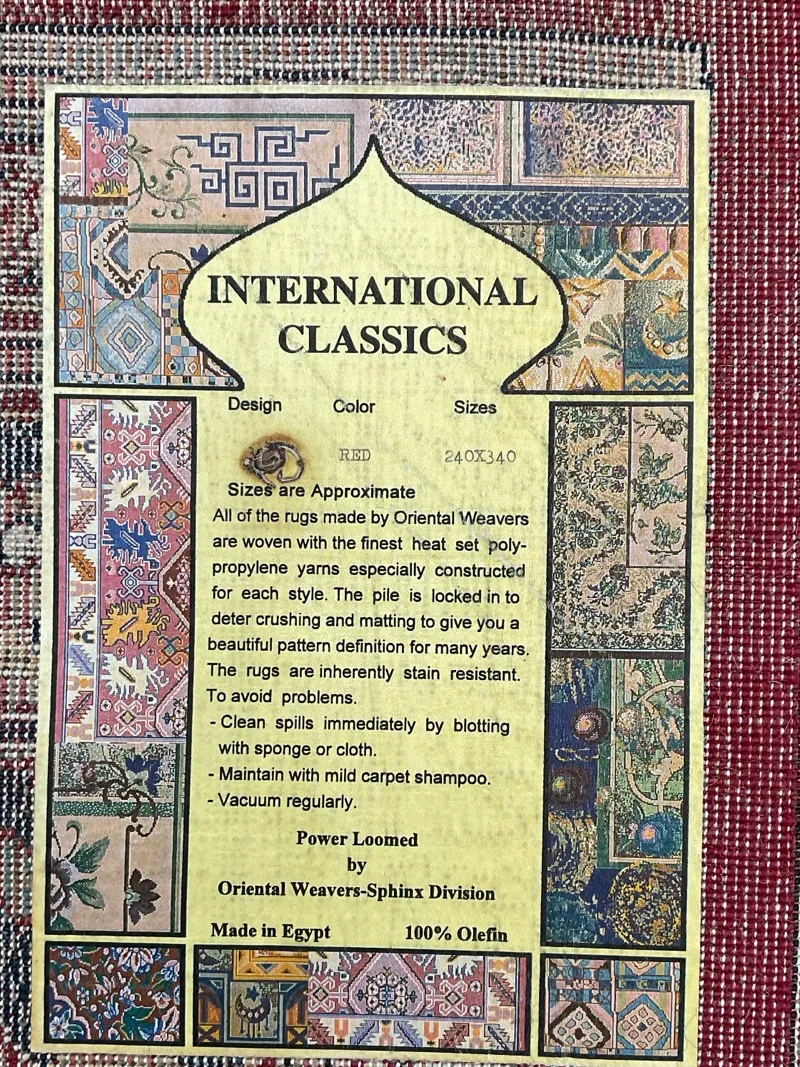 INTERNATIONAL
CLASSICS
Design Color Sizes
RED 240X340
Sizes are Approximate
All of the rugs made by Oriental Weavers
are woven with the finest heat set poly-
propylene yarns especially constructed
for each style. The pile is locked in to
deter crushing and matting to give you a
beautiful pattern definition for many years.
The rugs are inherently stain resistant.
To avoid problems.
- Clean spills immediately by blotting
with sponge or cloth.
- Maintain with mild carpet shampoo.
- Vacuum regularly.
Power Loomed
by
Oriental Weavers-Sphinx Division
Made in Egypt 100% Olefin